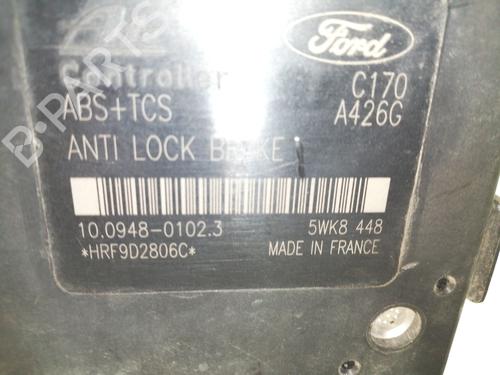 Ford
Controller
C170
ABS+TCS
A426G
ANTI LOCK BRAKE
10.0948-0102.3
5WK8 448
*HRF9D2806C*
MADE IN FRANCE
B-PARTS